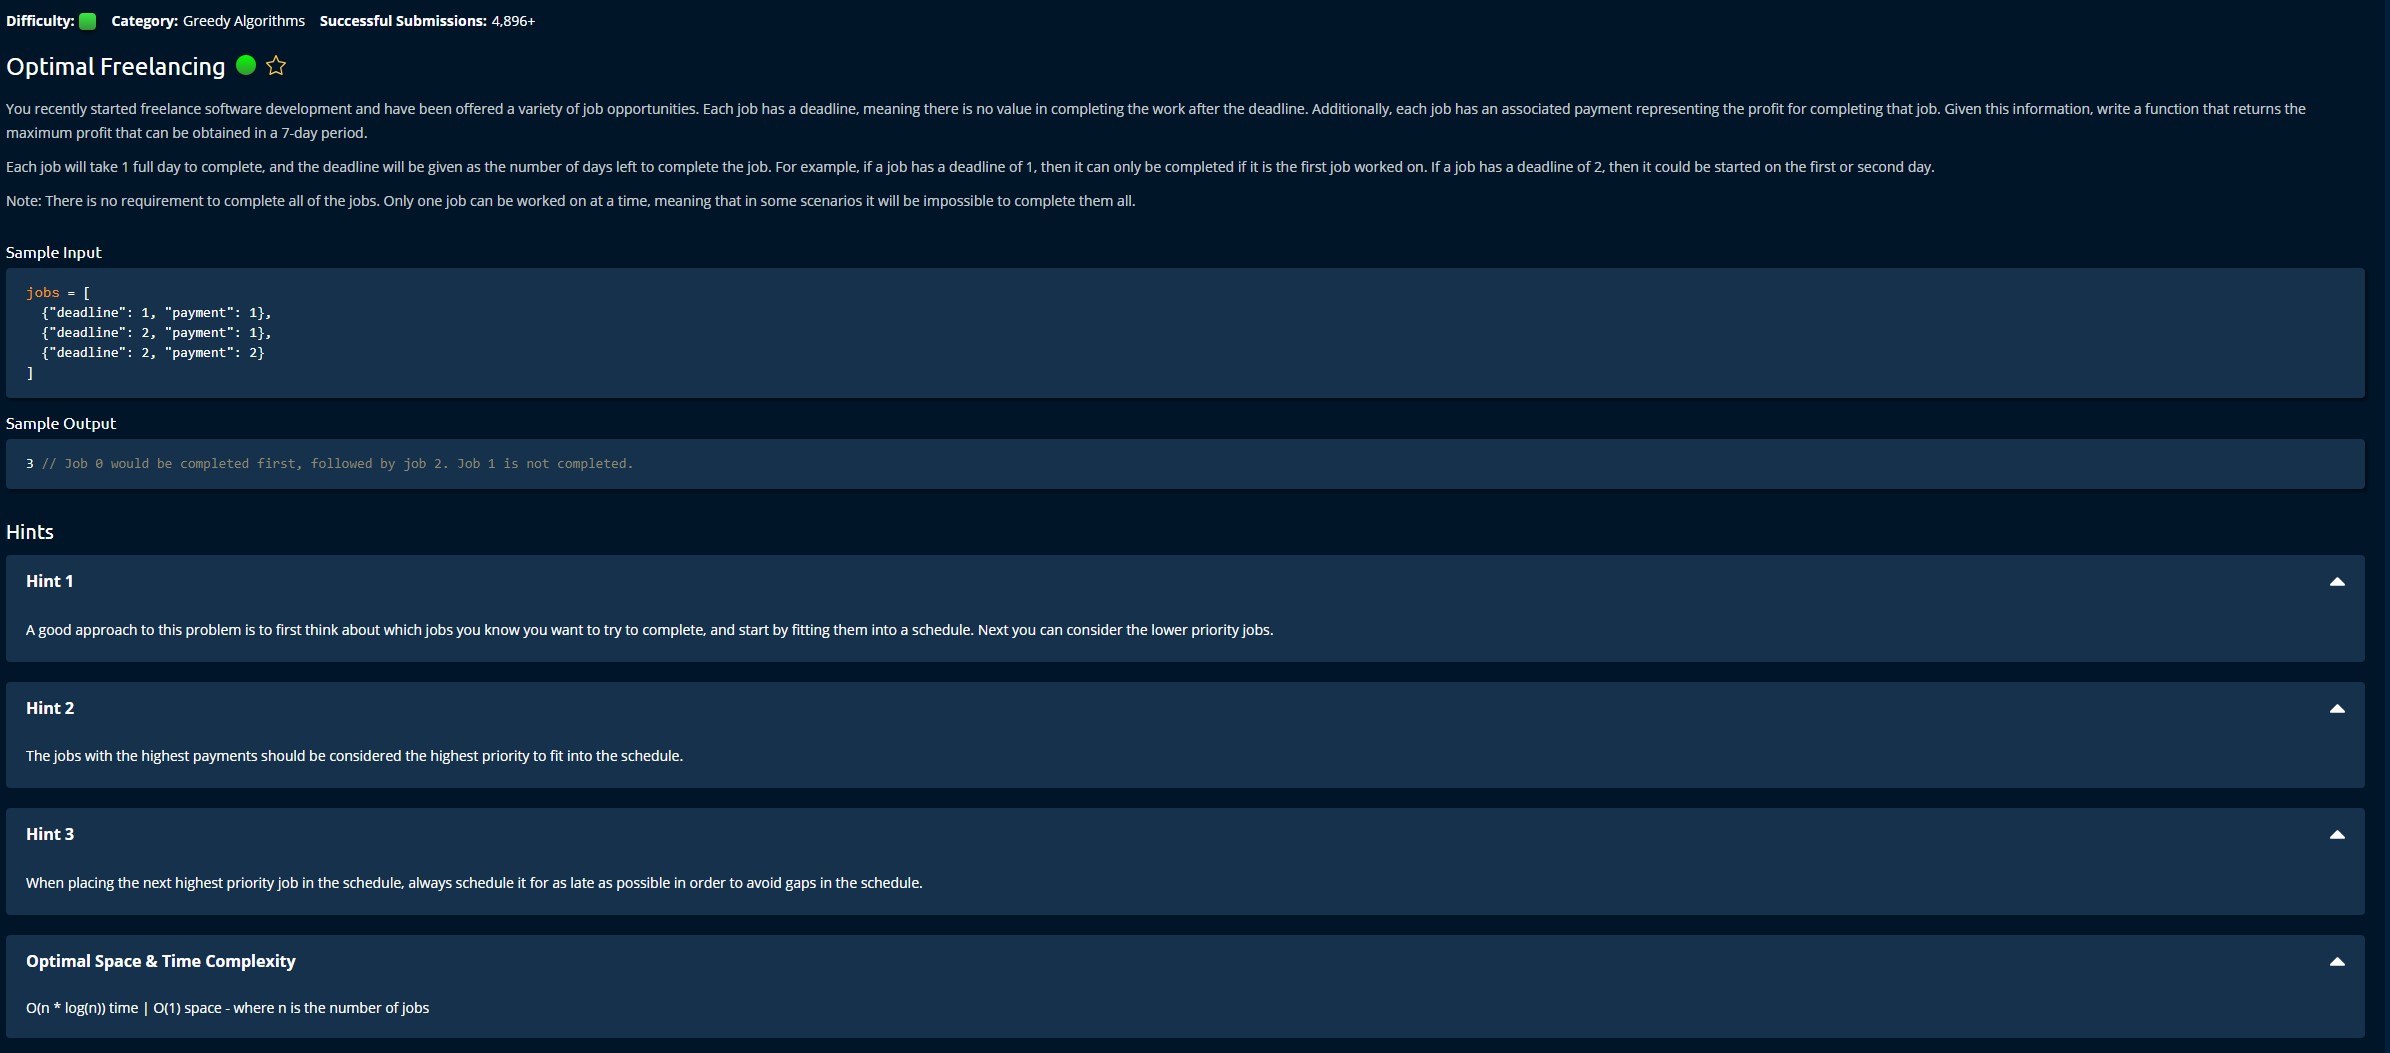 Difficulty: Category: Greedy Algorithms Successful Submissions: 4,896+
Optimal Freelancing
You recently started freelance software development and have been offered a variety of job opportunities. Each job has a deadline, meaning there is no value in completing the work after the deadline. Additionally, each job has an associated payment representing the profit for completing that job. Given this information, write a function that returns the
maximum profit that can be obtained in a 7-day period.
Each job will take 1 full day to complete, and the deadline will be given as the number of days left to complete the job. For example, if a job has a deadline of 1, then it can only be completed if it is the first job worked on. If a job has a deadline of 2, then it could be started on the first or second day.
Note: There is no requirement to complete all of the jobs. Only one job can be worked on at a time, meaning that in some scenarios it will be impossible to complete them all.
Sample Input
jobs = [
  {"deadline": 1, "payment": 1},
  {"deadline": 2, "payment": 1},
  {"deadline": 2, "payment": 2}
]
Sample Output
3 // Job 0 would be completed first, followed by job 2. Job 1 is not completed.
Hints
Hint 1
A good approach to this problem is to first think about which jobs you know you want to try to complete, and start by fitting them into a schedule. Next you can consider the lower priority jobs.
Hint 2
The jobs with the highest payments should be considered the highest priority to fit into the schedule.
Hint 3
When placing the next highest priority job in the schedule, always schedule it for as late as possible in order to avoid gaps in the schedule.
Optimal Space & Time Complexity
O(n * log(n)) time | O(1) space - where n is the number of jobs